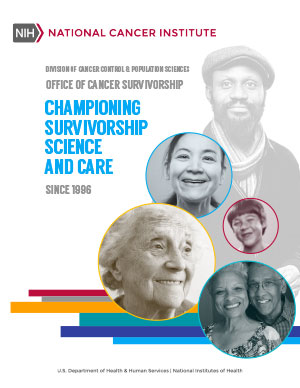 NIH NATIONAL CANCER INSTITUTE
DIVISION OF CANCER CONTROL & POPULATION SCIENCES
OFFICE OF CANCER SURVIVORSHIP
CHAMPIONING
SURVIVORSHIP
SCIENCE
AND CARE
SINCE 1996
U.S. Department of Health & Human Services | National Institutes of Health